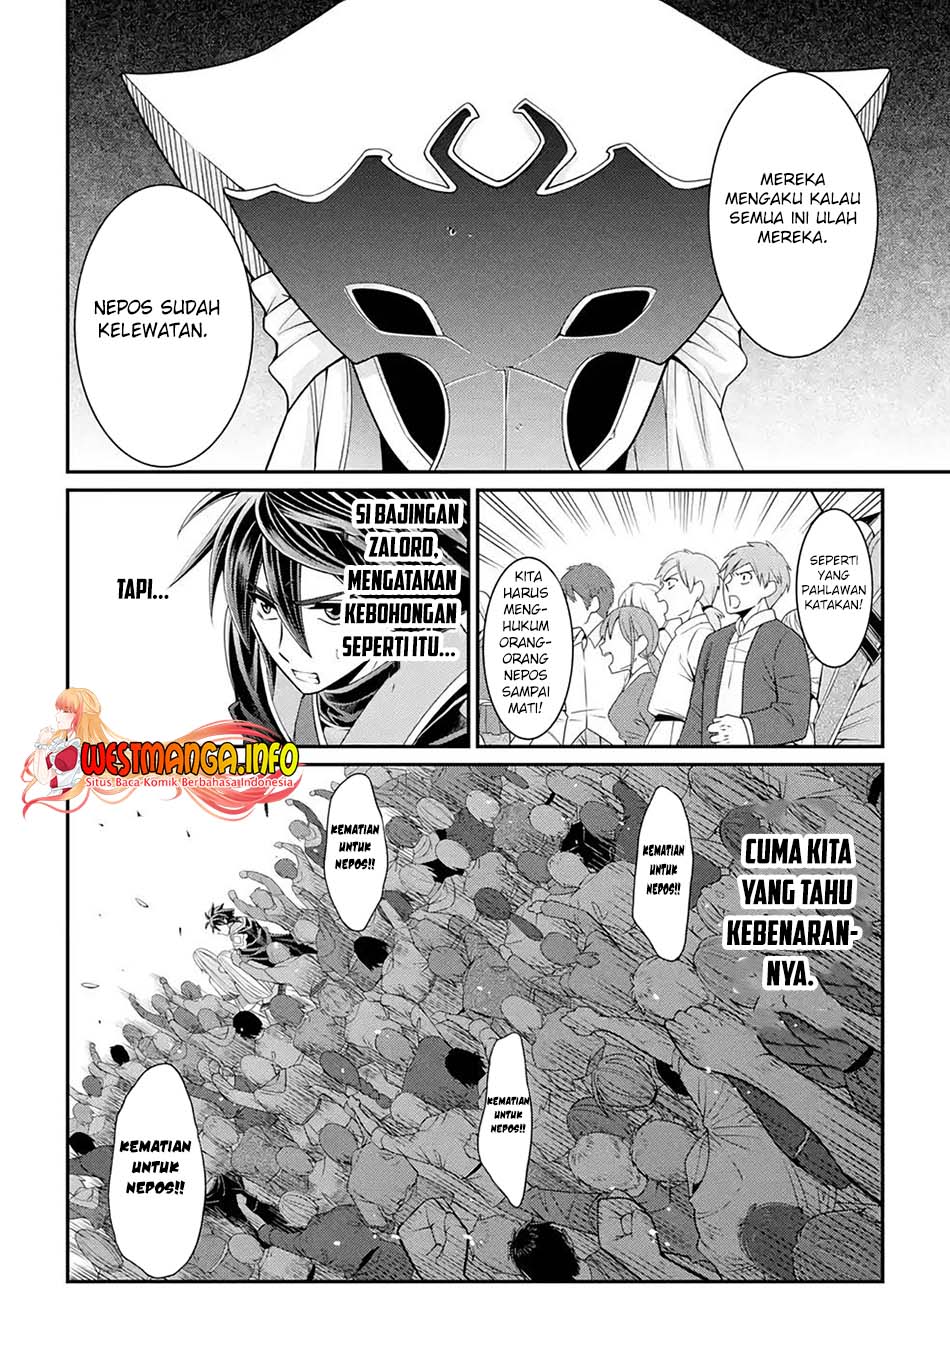 MEREKA
MENGAKU KALAU
SEMUA INI ULAH
MEREKA.
NEPOS SUDAH
KELEWATAN.
SEPERTI
YANG
PAHLAWAN
KATAKAN!
KITA
HARUS
MENG-
HUKUM
ORANG-
ORANG
NEPOS
SAMPAI
MATI!
SI BAJINGAN
ZALORD,
MENGATAKAN
KEBOHONGAN
SEPERTI ITU...
TAPI...
WESTMANGA.INFO
Situs Baca Komik Berbahasa Indonesia
CUMA KITA
YANG TAHU
KEBENARAN-
NYA.
KEMATIAN
UNTUK
NEPOS!!
KEMATIAN
UNTUK
NEPOS!!
KEMATIAN
UNTUK
NEPOS!!
KEMATIAN
UNTUK
NEPOS!!